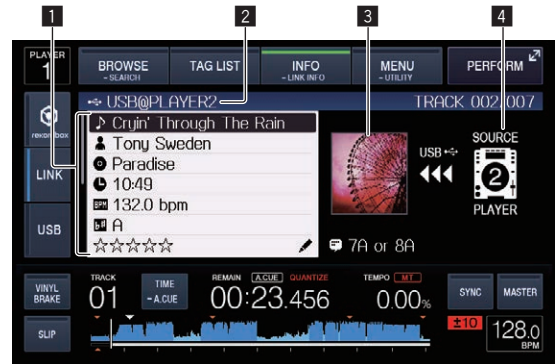 1 2 3 4
PLAYER
1
BROWSE
-SEARCH
TAG LIST
INFO
-LINK INFO
MENU
-UTILITY
PERFORM
USB@PLAYER2
TRACK 002/007
rekordbox
LINK
USB
Cryin' Through The Rain
Tony Sweden
Paradise
10:49
BPM 132.0 bpm
A
USB
SOURCE
2
PLAYER
7A or 8A
VINYL
BRAKE
SLIP
TRACK
01
TIME
-A.CUE
REMAIN A.CUE QUANTIZE
00:23.456
TEMPO MT
0.00%
SYNC
MASTER
±10
128.0
BPM